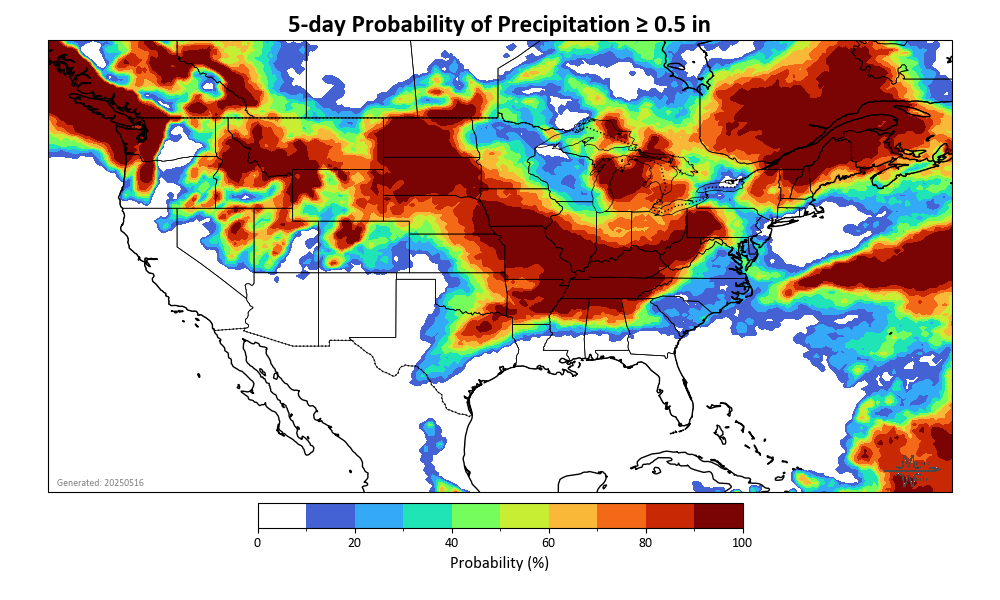 5-day Probability of Precipitation ≥ 0.5 in
Generated: 20250516
0 20 40 60 80 100
Probability (%)